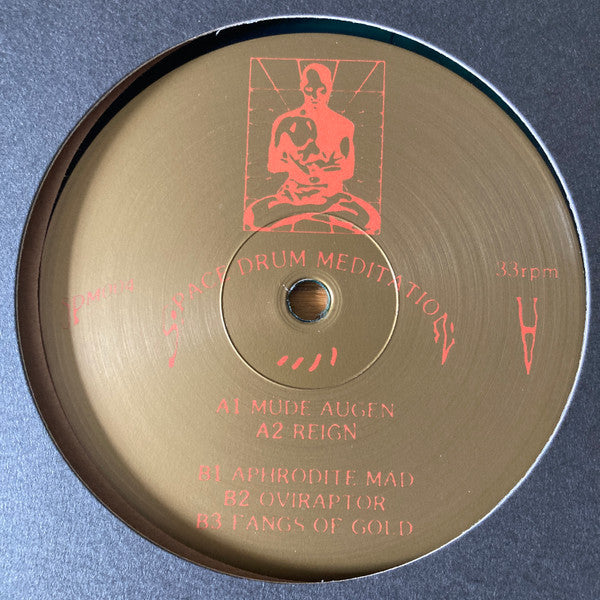 SPACE DRUM MEDITATION
33rpm
A
A1 MÜDE AUGEN
A2 REIGN
B1 APHRODITE MAD
B2 OVIRAPTOR
B3 FANGS OF GOLD